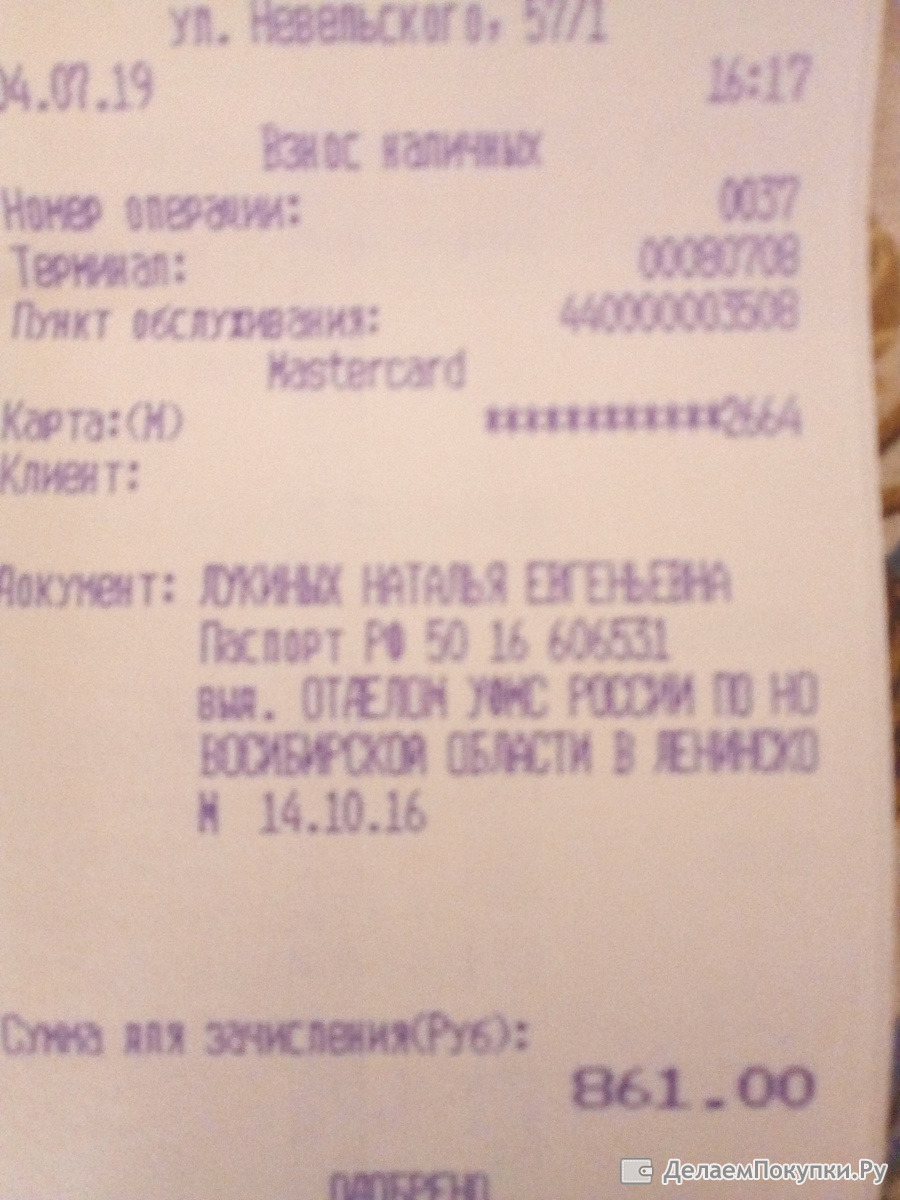 ул. Невельского, 57/1
04.07.19 16:17
Взнос наличных
Номер операции: 0037
Терминал: 00080708
Пункт обслуживания: 440000003508
Mastercard
Карта:(М) ************2664
Клиент:
Документ: ЛУКИНЫХ НАТАЛЬЯ ЕВГЕНЬЕВНА
Паспорт РФ 50 16 606531
выд. ОТДЕЛОМ УФМС РОССИИ ПО НО
ВОСИБИРСКОЙ ОБЛАСТИ В ЛЕНИНСКО
М 14.10.16
Сумма для зачисления(Руб):
861.00
ОДОБРЕНО
ДелаемПокупки.Ру